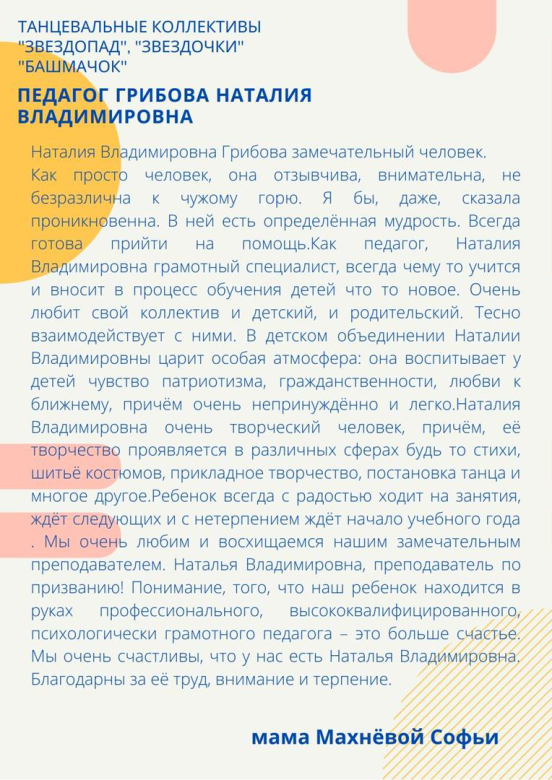 ТАНЦЕВАЛЬНЫЕ КОЛЛЕКТИВЫ
"ЗВЕЗДОПАД", "ЗВЕЗДОЧКИ"
"БАШМАЧОК"
ПЕДАГОГ ГРИБОВА НАТАЛИЯ
ВЛАДИМИРОВНА
Наталия Владимировна Грибова замечательный человек.
Как просто человек, она отзывчива, внимательна, не
безразлична к чужому горю. Я бы, даже, сказала
проникновенна. В ней есть определённая мудрость. Всегда
готова прийти на помощь.Как педагог, Наталия
Владимировна грамотный специалист, всегда чему то учится
и вносит в процесс обучения детей что то новое. Очень
любит свой коллектив и детский, и родительский. Тесно
взаимодействует с ними. В детском объединении Наталии
Владимировны царит особая атмосфера: она воспитывает у
детей чувство патриотизма, гражданственности, любви к
ближнему, причём очень непринуждённо и легко.Наталия
Владимировна очень творческий человек, причём, её
творчество проявляется в различных сферах будь то стихи,
шитьё костюмов, прикладное творчество, постановка танца и
многое другое.Ребенок всегда с радостью ходит на занятия,
ждёт следующих и с нетерпением ждёт начало учебного года
. Мы очень любим и восхищаемся нашим замечательным
преподавателем. Наталья Владимировна, преподаватель по
призванию! Понимание, того, что наш ребенок находится в
руках профессионального, высококвалифицированного,
психологически грамотного педагога – это больше счастье.
Мы очень счастливы, что у нас есть Наталья Владимировна.
Благодарны за её труд, внимание и терпение.
мама Махнёвой Софьи